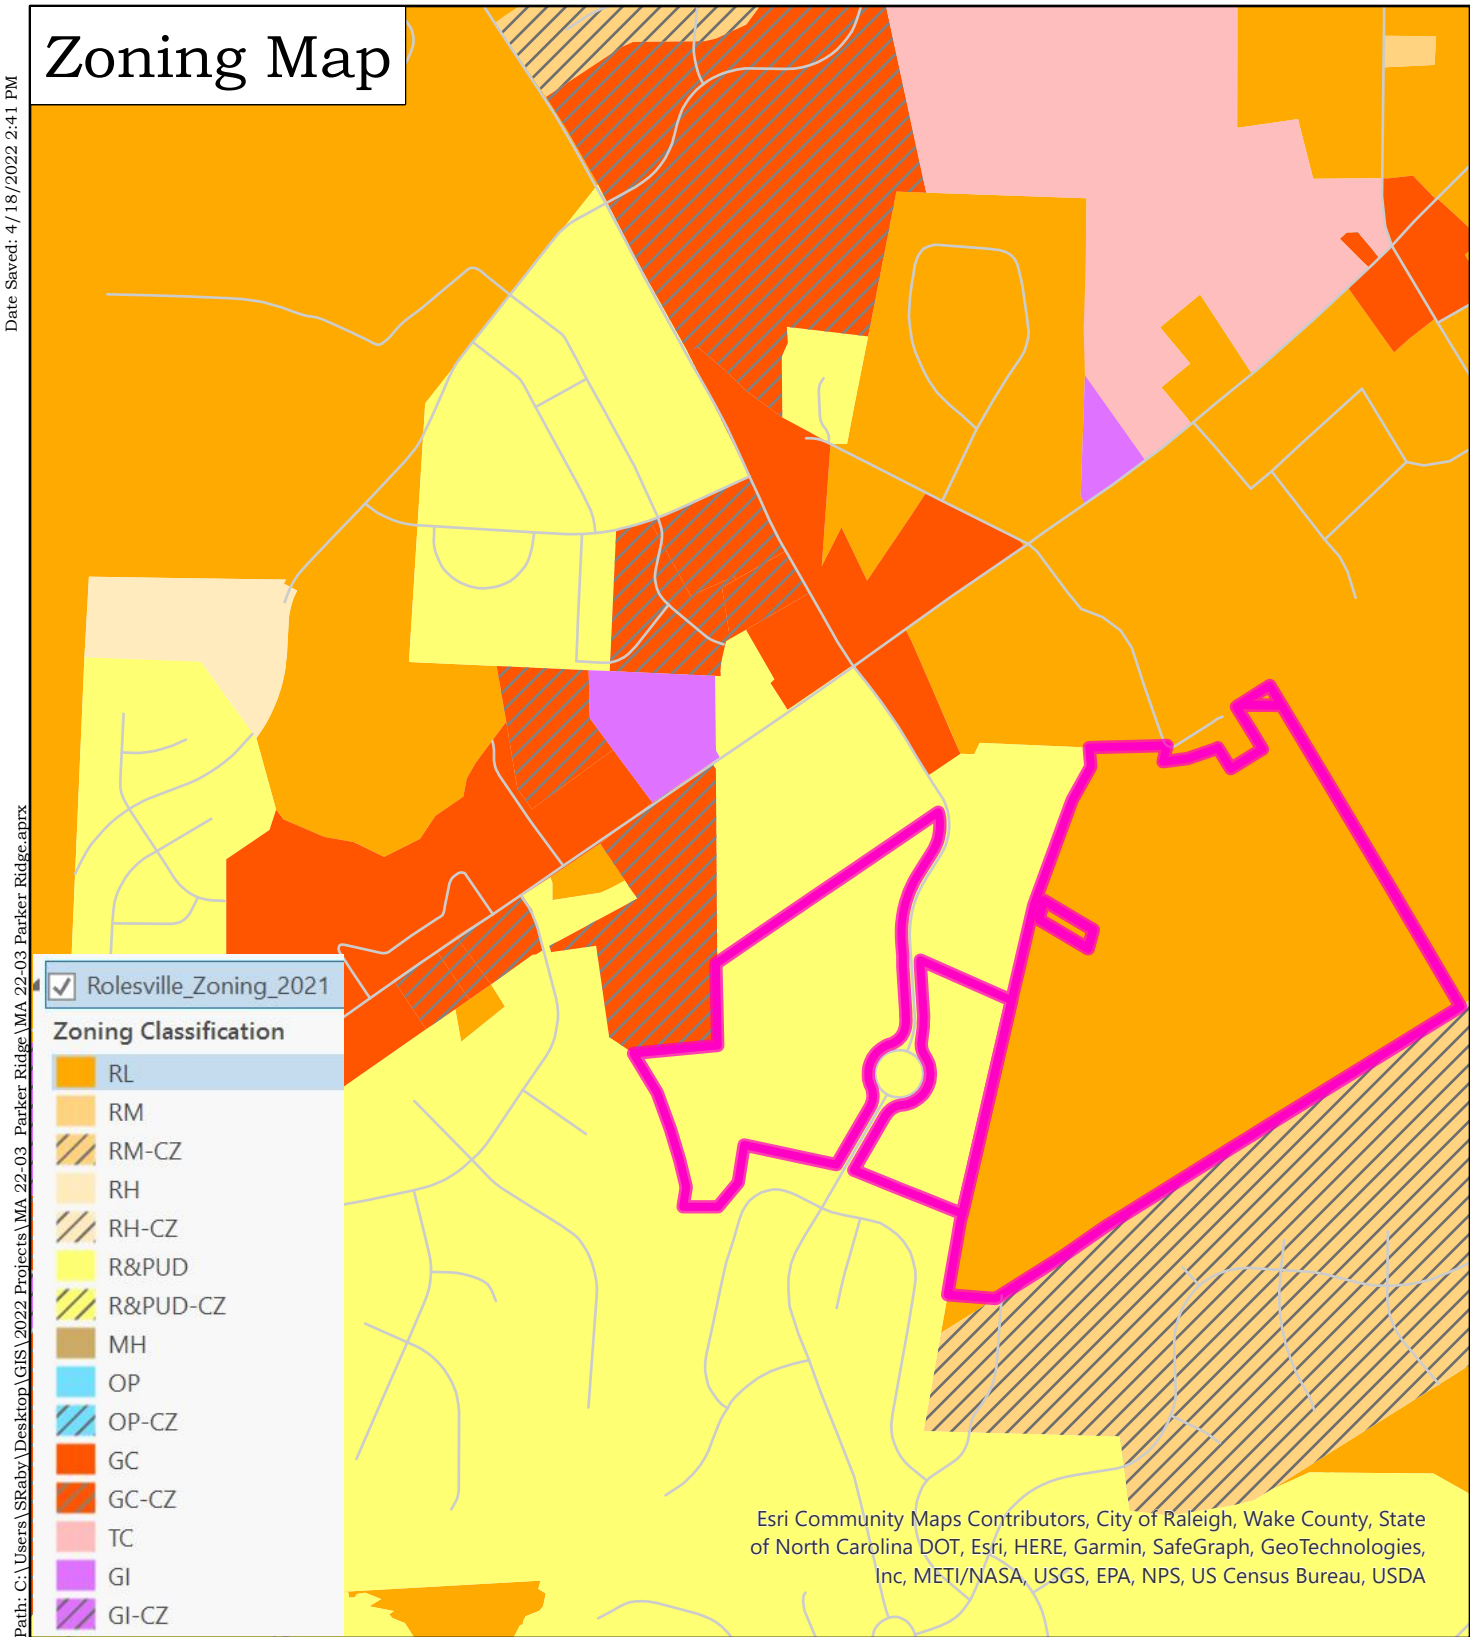 Zoning Map
Date Saved: 4/18/2022 2:41 PM
Path: C:\Users\SRaby\Desktop\GIS\2022 Projects\MA 22-03  Parker Ridge\MA 22-03 Parker Ridge.aprx
Rolesville_Zoning_2021
Zoning Classification
RL
RM
RM-CZ
RH
RH-CZ
R&PUD
R&PUD-CZ
MH
OP
OP-CZ
GC
GC-CZ
TC
GI
GI-CZ
Esri Community Maps Contributors, City of Raleigh, Wake County, State
of North Carolina DOT, Esri, HERE, Garmin, SafeGraph, GeoTechnologies,
Inc, METI/NASA, USGS, EPA, NPS, US Census Bureau, USDA